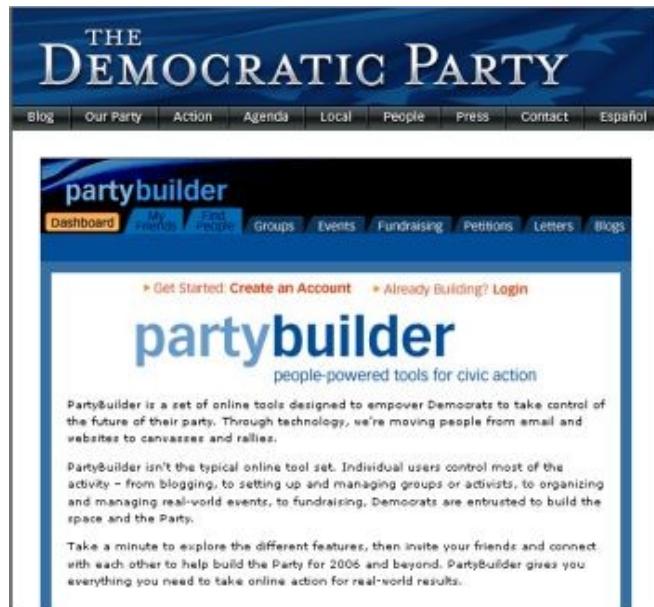 THE
DEMOCRATIC PARTY
Blog Our Party Action Agenda Local People Press Contact Español
partybuilder
Dashboard My Friends Find People Groups Events Fundraising Petitions Letters Blogs
Get Started: Create an Account Already Building? Login
partybuilder
people-powered tools for civic action
PartyBuilder is a set of online tools designed to empower Democrats to take control of
the future of their party. Through technology, we're moving people from email and
websites to canvasses and rallies.
PartyBuilder isn't the typical online tool set. Individual users control most of the
activity – from blogging, to setting up and managing groups or activists, to organizing
and managing real-world events, to fundraising, Democrats are entrusted to build the
space and the Party.
Take a minute to explore the different features, then invite your friends and connect
with each other to help build the Party for 2006 and beyond. PartyBuilder gives you
everything you need to take online action for real-world results.